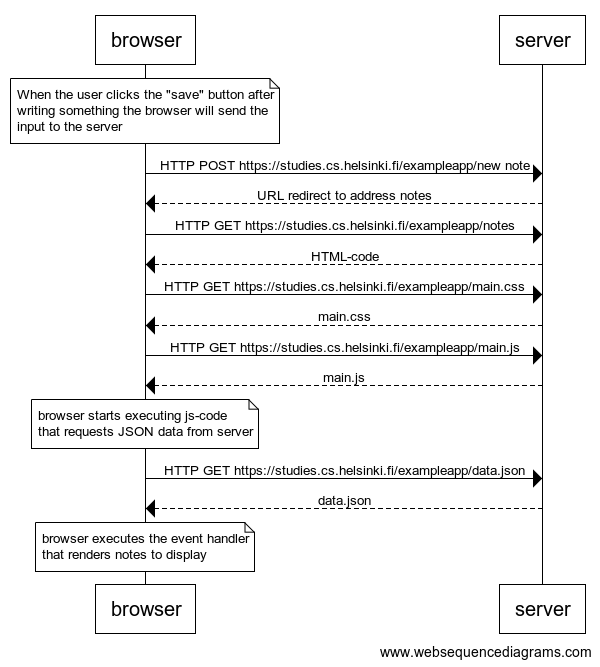 browser
server
When the user clicks the "save" button after
writing something the browser will send the
input to the server
HTTP POST https://studies.cs.helsinki.fi/exampleapp/new note
URL redirect to address notes
HTTP GET https://studies.cs.helsinki.fi/exampleapp/notes
HTML-code
HTTP GET https://studies.cs.helsinki.fi/exampleapp/main.css
main.css
HTTP GET https://studies.cs.helsinki.fi/exampleapp/main.js
main.js
browser starts executing js-code
that requests JSON data from server
HTTP GET https://studies.cs.helsinki.fi/exampleapp/data.json
data.json
browser executes the event handler
that renders notes to display
browser
server
www.websequencediagrams.com